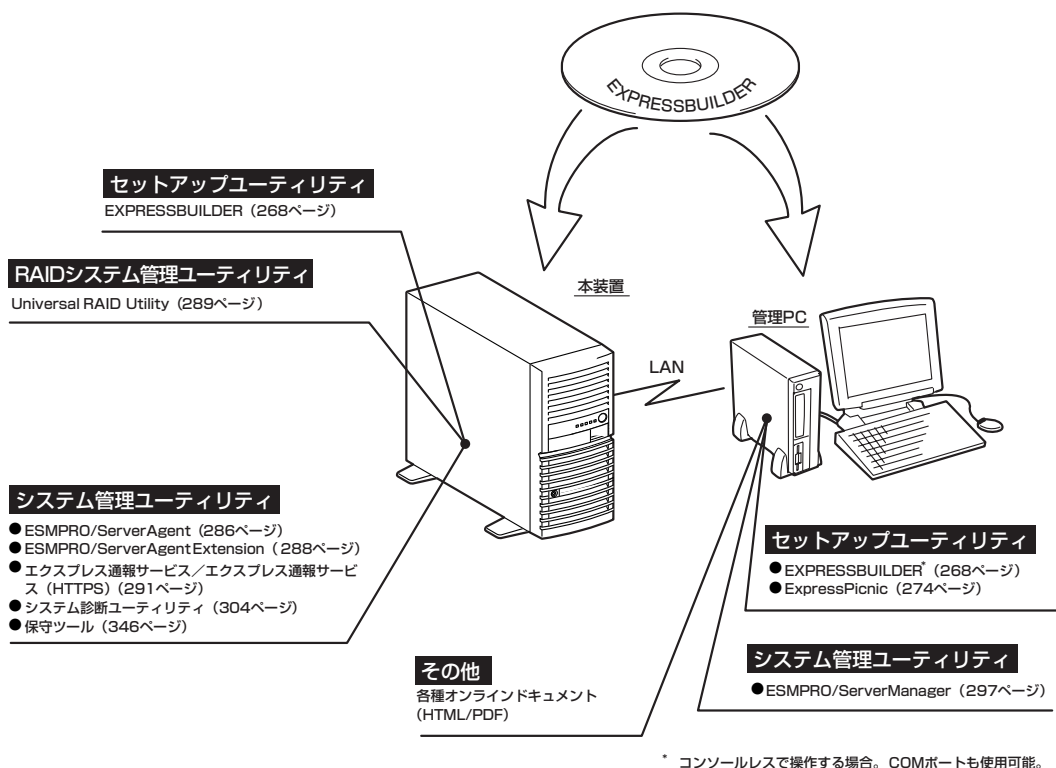 EXPRESSBUILDER
セットアップユーティリティ
EXPRESSBUILDER(268ページ)
RAIDシステム管理ユーティリティ
Universal RAID Utility(289ページ)
本装置
管理PC
LAN
システム管理ユーティリティ
●ESMPRO/ServerAgent(286ページ)
●ESMPRO/ServerAgentExtension(288ページ)
●エクスプレス通報サービス/エクスプレス通報サービ
ス(HTTPS)(291ページ)
●システム診断ユーティリティ(304ページ)
●保守ツール(346ページ)
セットアップユーティリティ
●EXPRESSBUILDER*(268ページ)
●ExpressPicnic(274ページ)
システム管理ユーティリティ
●ESMPRO/ServerManager(297ページ)
その他
各種オンラインドキュメント
(HTML/PDF)
* コンソールレスで操作する場合。COMポートも使用可能。